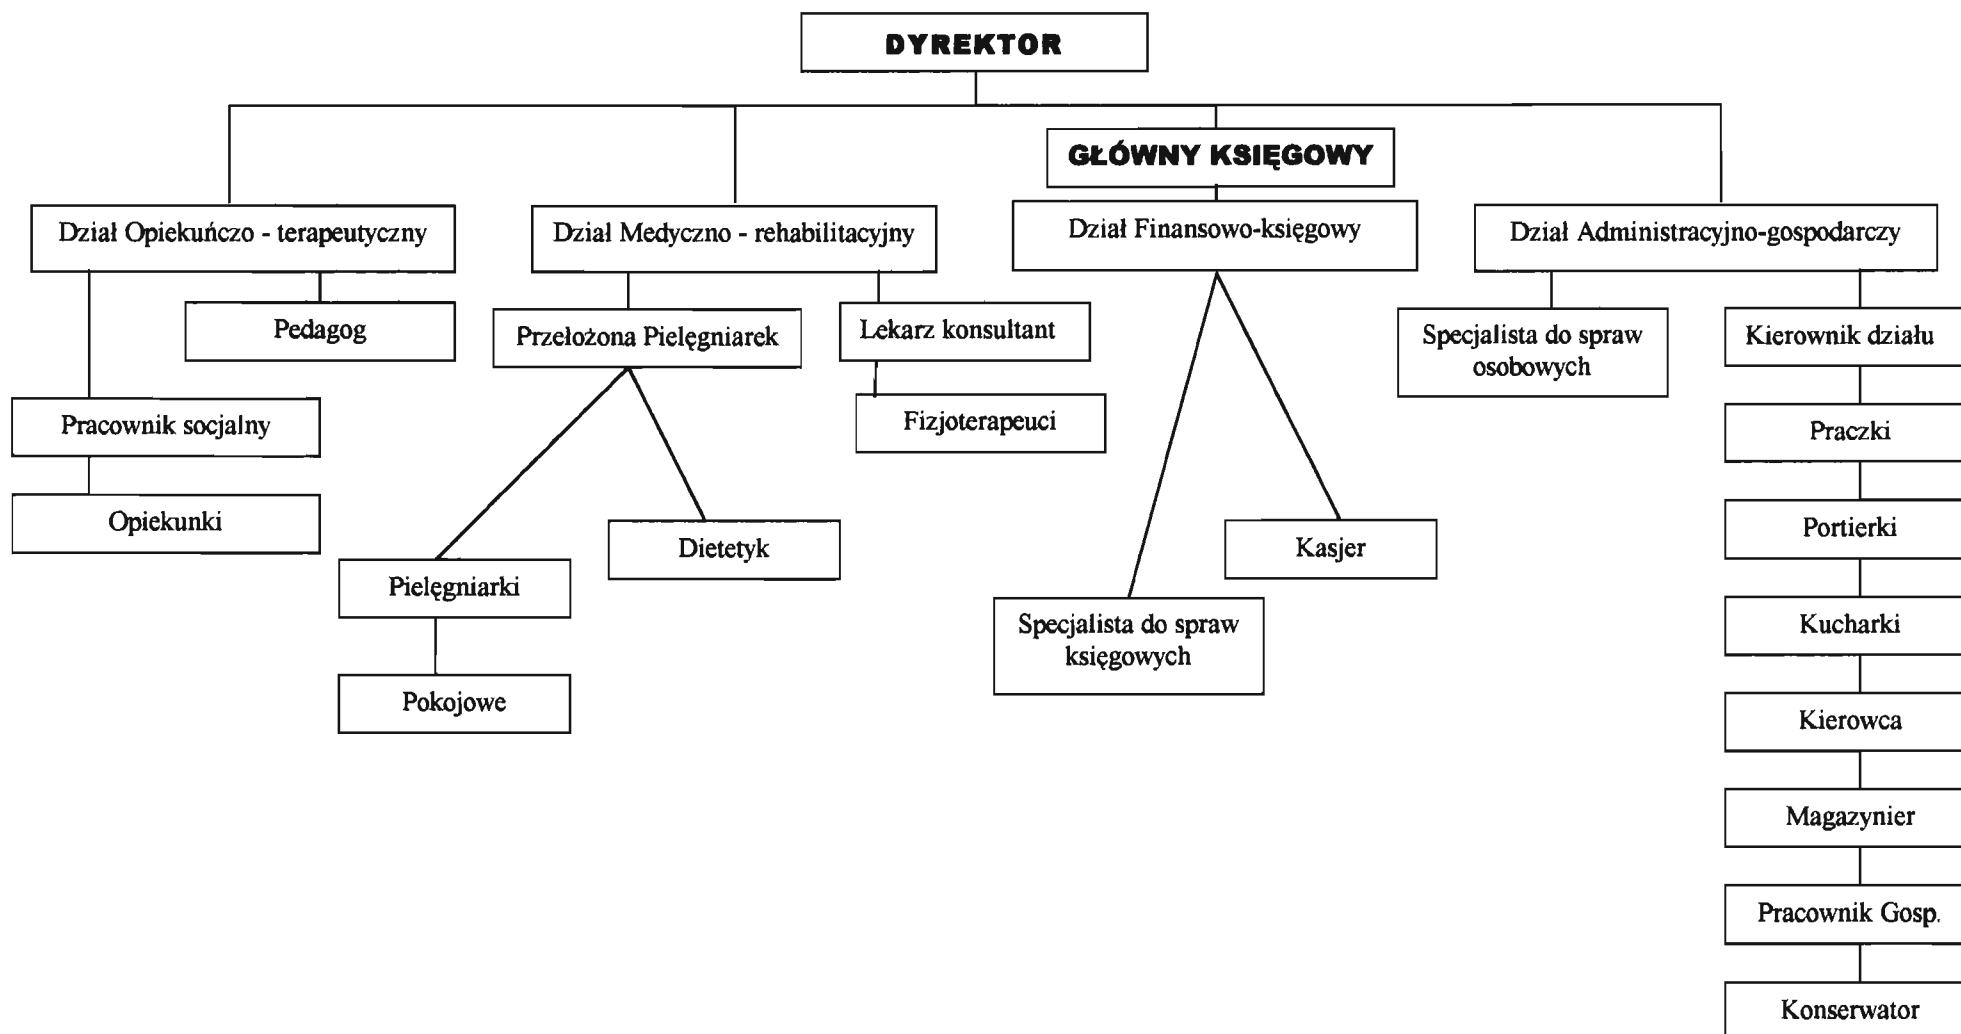 DYREKTOR
GŁÓWNY KSIĘGOWY
Dział Opiekuńczo - terapeutyczny
Dział Medyczno - rehabilitacyjny
Dział Finansowo-księgowy
Dział Administracyjno-gospodarczy
Pedagog
Pracownik socjalny
Opiekunki
Przełożona Pielęgniarek
Lekarz konsultant
Fizjoterapeuci
Dietetyk
Pielęgniarki
Pokojowe
Kasjer
Specjalista do spraw
księgowych
Specjalista do spraw
osobowych
Kierownik działu
Praczki
Portierki
Kucharki
Kierowca
Magazynier
Pracownik Gosp.
Konserwator